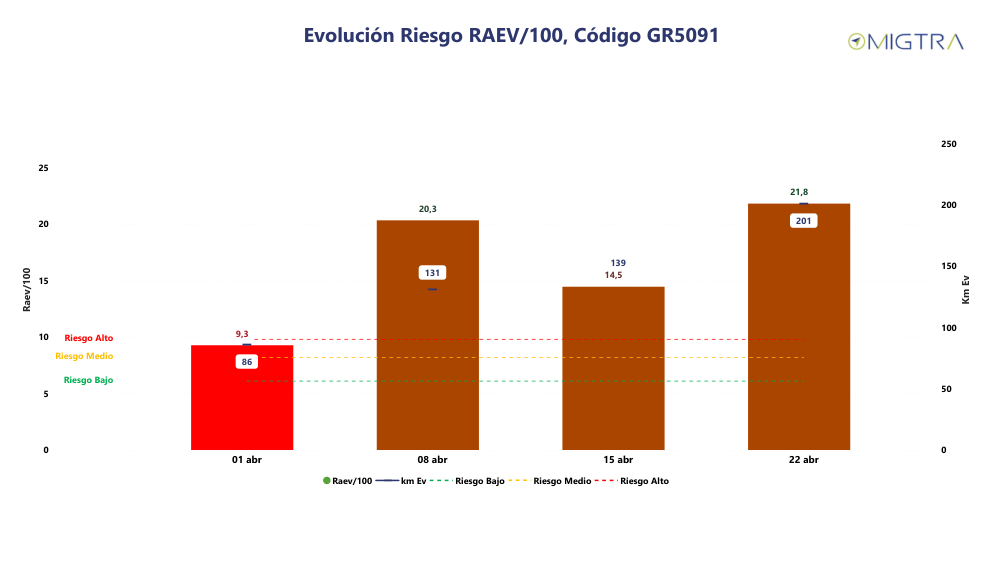 Evolución Riesgo RAEV/100, Código GR5091
MIGTRA
250
25
21,8
200
20,3
201
20
131
139
150
14,5
15
Raev/100
Km Ev
100
9,3
10
Riesgo Alto
Riesgo Medio
86
Riesgo Bajo
5
50
0
0
01 abr
08 abr
15 abr
22 abr
Raev/100 km Ev Riesgo Bajo Riesgo Medio Riesgo Alto